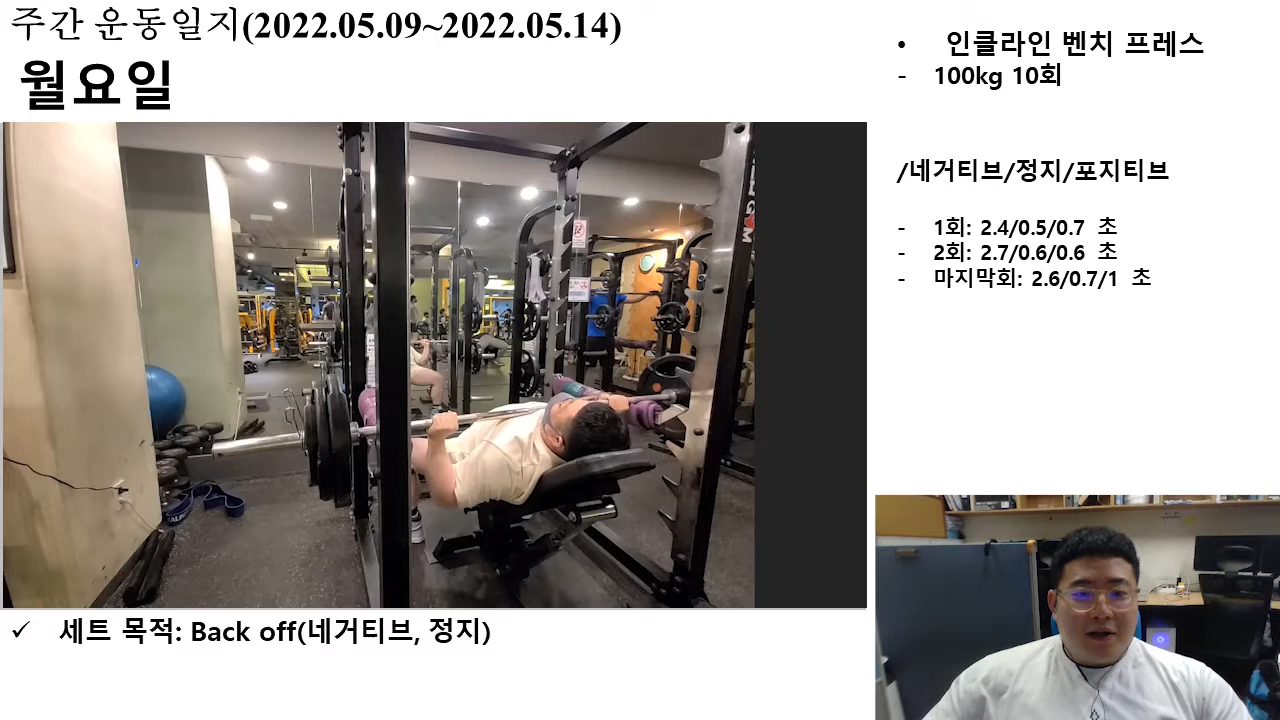 주간 운동일지(2022.05.09~2022.05.14)
월요일
• 인클라인 벤치 프레스
- 100kg 10회
/네거티브/정지/포지티브
- 1회: 2.4/0.5/0.7 초
- 2회: 2.7/0.6/0.6 초
- 마지막회: 2.6/0.7/1 초
✓ 세트 목적: Back off(네거티브, 정지)